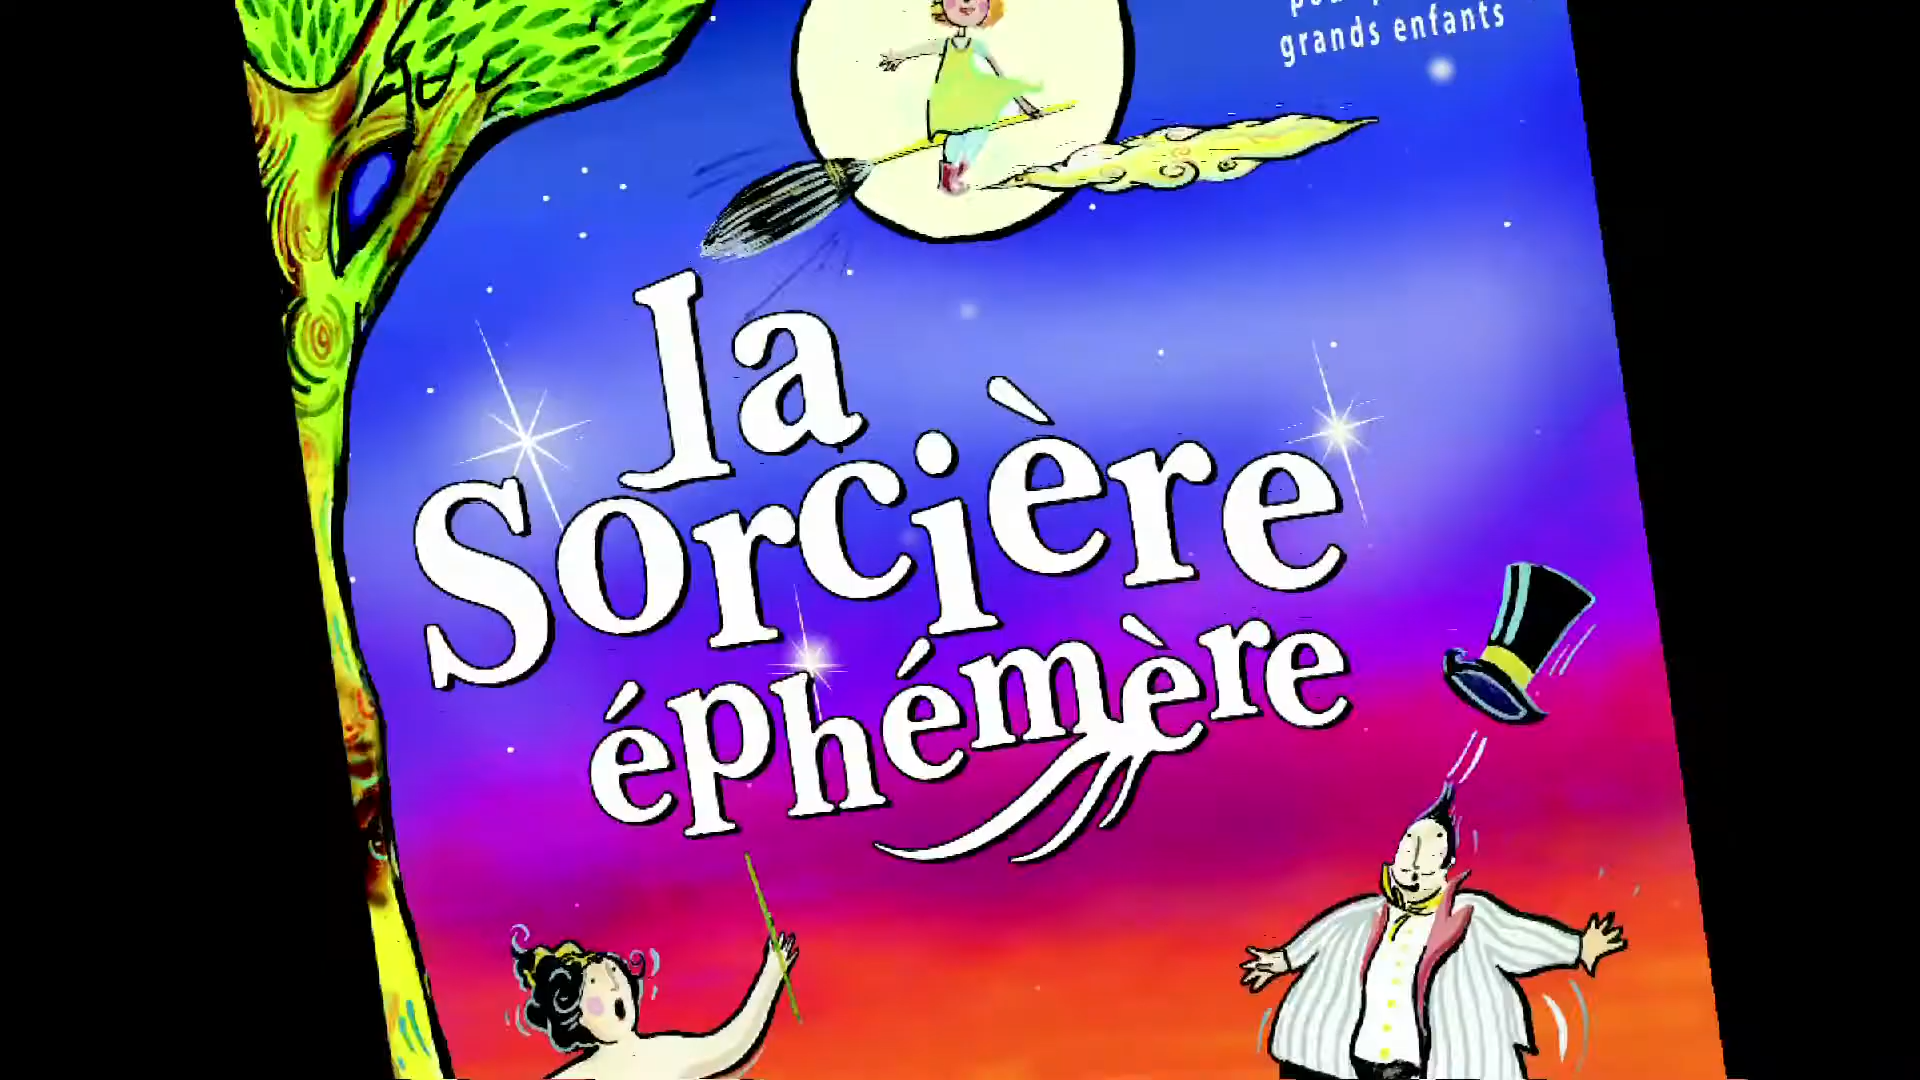 grands enfants
la
Sorcière
éphémère